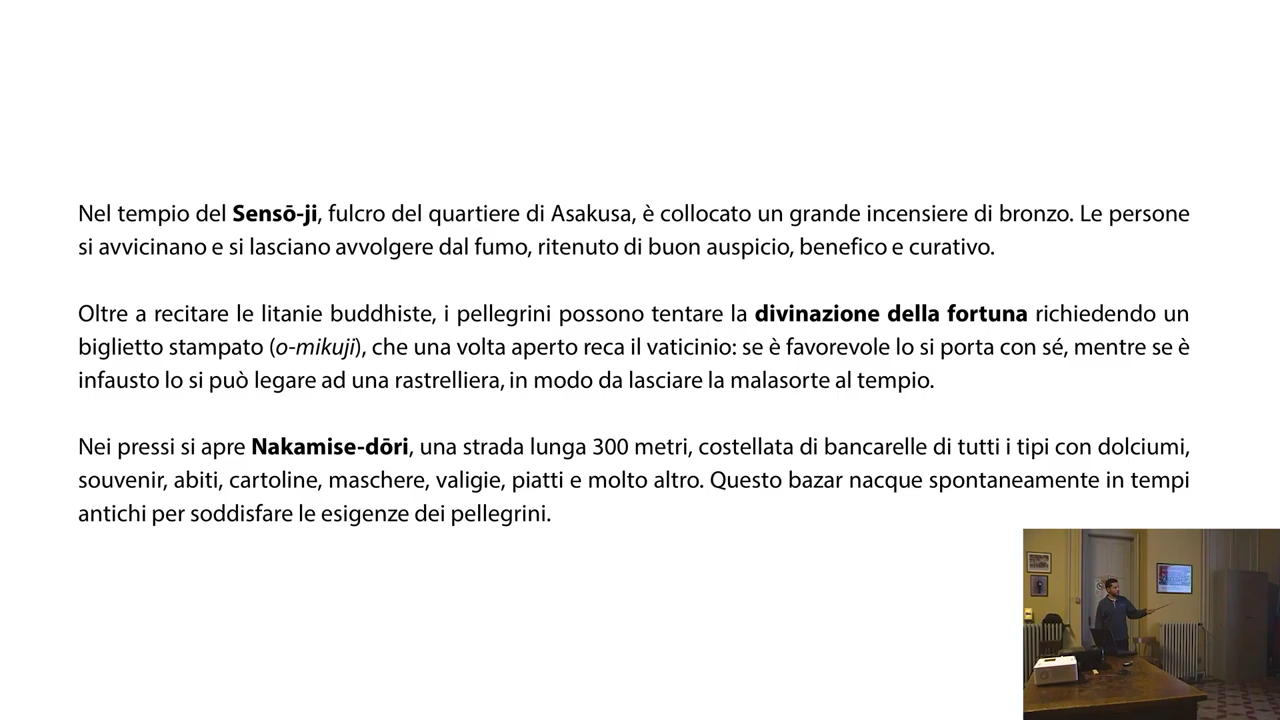 Nel tempio del Sensō-ji, fulcro del quartiere di Asakusa, è collocato un grande incensiere di bronzo. Le persone
si avvicinano e si lasciano avvolgere dal fumo, ritenuto di buon auspicio, benefico e curativo.
Oltre a recitare le litanie buddhiste, i pellegrini possono tentare la divinazione della fortuna richiedendo un
biglietto stampato (o-mikuji), che una volta aperto reca il vaticinio: se è favorevole lo si porta con sé, mentre se è
infausto lo si può legare ad una rastrelliera, in modo da lasciare la malasorte al tempio.
Nei pressi si apre Nakamise-dōri, una strada lunga 300 metri, costellata di bancarelle di tutti i tipi con dolciumi,
souvenir, abiti, cartoline, maschere, valigie, piatti e molto altro. Questo bazar nacque spontaneamente in tempi
antichi per soddisfare le esigenze dei pellegrini.